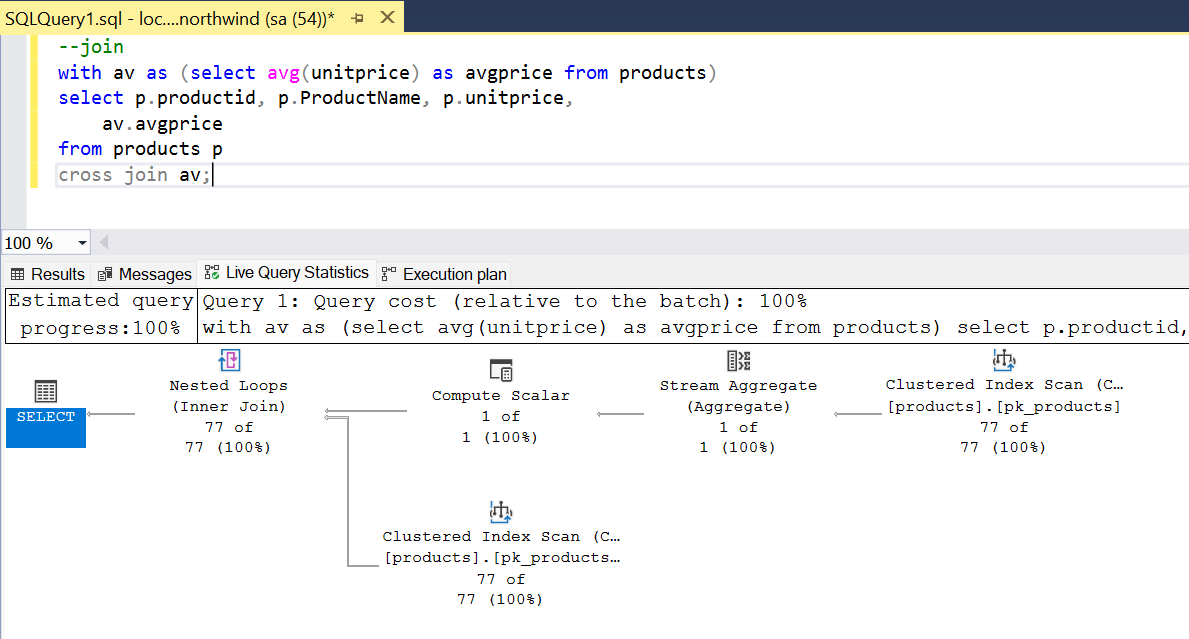 SQLQuery1.sql - loc....northwind (sa (54))*
--join
with av as (select avg(unitprice) as avgprice from products)
select p.productid, p.ProductName, p.unitprice,
av.avgprice
from products p
cross join av;
100 %
Results Messages Live Query Statistics Execution plan
Estimated query
progress:100%
Query 1: Query cost (relative to the batch): 100%
with av as (select avg(unitprice) as avgprice from products) select p.productid,
SELECT
Nested Loops
(Inner Join)
77 of
77 (100%)
Compute Scalar
1 of
1 (100%)
Stream Aggregate
(Aggregate)
1 of
1 (100%)
Clustered Index Scan (C…
[products].[pk_products]
77 of
77 (100%)
Clustered Index Scan (C…
[products].[pk_products…
77 of
77 (100%)